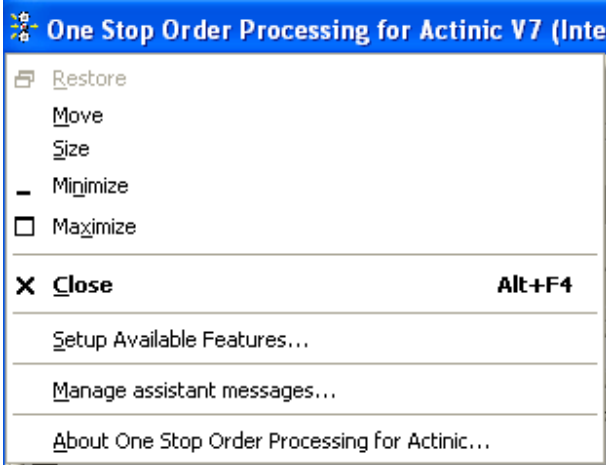 One Stop Order Processing for Actinic V7 (Inte
Restore
Move
Size
Minimize
Maximize
Close Alt+F4
Setup Available Features...
Manage assistant messages...
About One Stop Order Processing for Actinic...